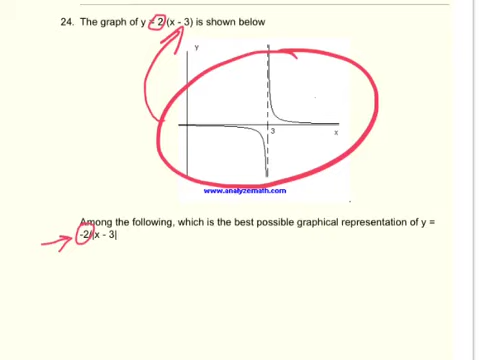 24. The graph of y = 2/(x - 3) is shown below
Y
3
x
www.analyzemath.com
Among the following, which is the best possible graphical representation of y =
-2/|x - 3|